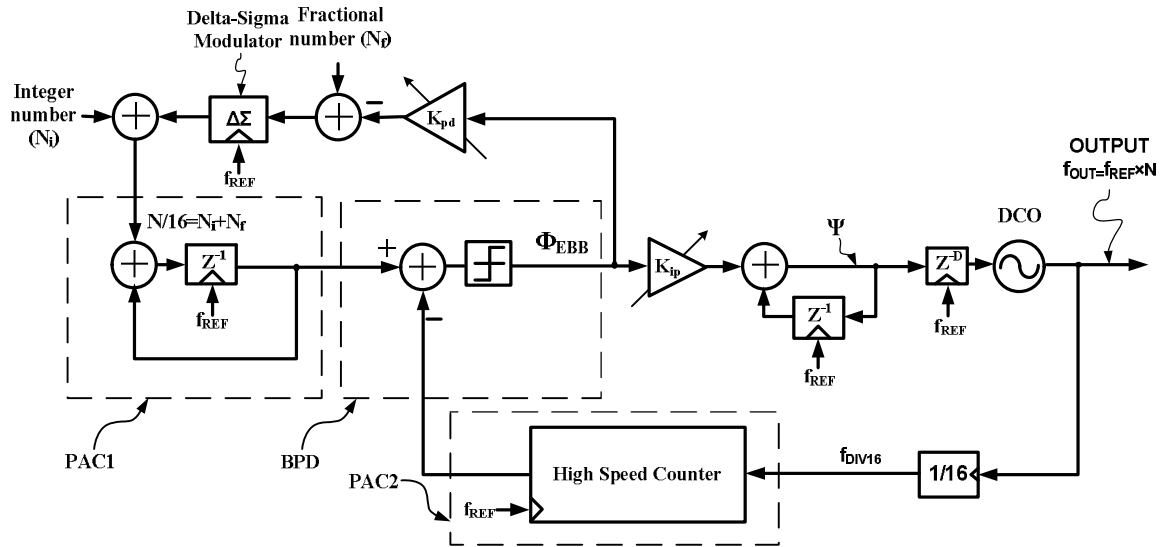 Delta-Sigma
Modulator
Fractional
number (Nf)
Integer
number
(Ni)
ΔΣ
fREF
Kpd
OUTPUT
fOUT=fREF×N
DCO
N/16=Ni+Nf
Z-1
fREF
ΦEBB
Kip
Ψ
Z-D
fREF
Z-1
fREF
PAC1
BPD
PAC2
High Speed Counter
fREF
fDIV16
1/16